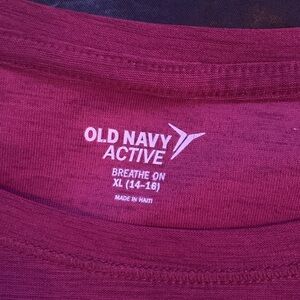 OLD NAVY
ACTIVE
BREATHE ON
XL (14-16)
MADE IN HAITI